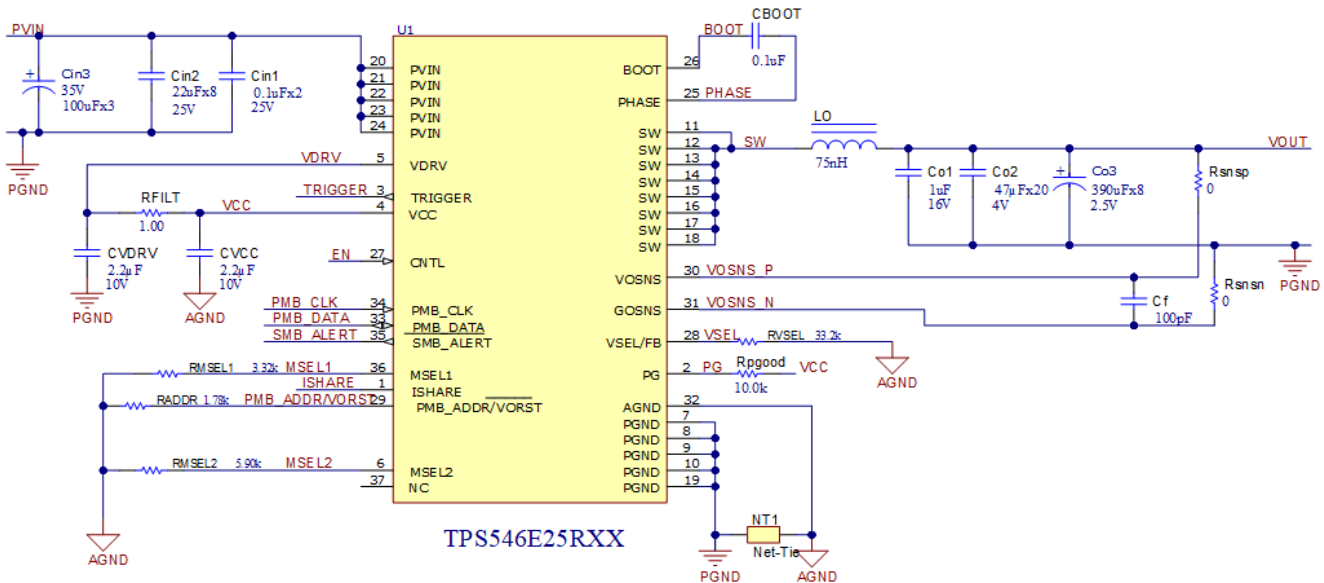 PVIN
Cin3
35V
100uFx3
Cin2
22uFx8
25V
Cin1
0.1uFx2
25V
PGND
VDRV
TRIGGER
RFILT
1.00
VCC
CVDRV
2.2µF
10V
PGND
CVCC
2.2µF
10V
AGND
EN
PMB_CLK
PMB_DATA
SMB_ALERT
RMSEL1 3.32k MSEL1
ISHARE
RADDR 1.78k PMB_ADDR/VORST
RMSEL2 5.90k MSEL2
AGND
U1
20 PVIN
21 PVIN
22 PVIN
23 PVIN
24 PVIN
5 VDRV
3 TRIGGER
4 VCC
27 CNTL
34 PMB_CLK
33 PMB_DATA
35 SMB_ALERT
36 MSEL1
1 ISHARE
29 PMB_ADDR/VORST
6 MSEL2
37 NC
BOOT 26
PHASE 25
SW 11
SW 12
SW 13
SW 14
SW 15
SW 16
SW 17
SW 18
VOSNS 30
GOSNS 31
VSEL/FB 28
PG 2
AGND 32
PGND 7
PGND 8
PGND 9
PGND 10
PGND 19
TPS546E25RXX
BOOT
CBOOT
0.1uF
PHASE
SW
LO
75nH
VOUT
Co1
1uF
16V
Co2
47µFx20
4V
Co3
390uFx8
2.5V
Rsnsp
0
PGND
VOSNS_P
VOSNS_N
Cf
100pF
Rsnsn
0
VSEL RVSEL 33.2k
AGND
PG Rpgood VCC
10.0k
NT1
Net-Tie
PGND
AGND